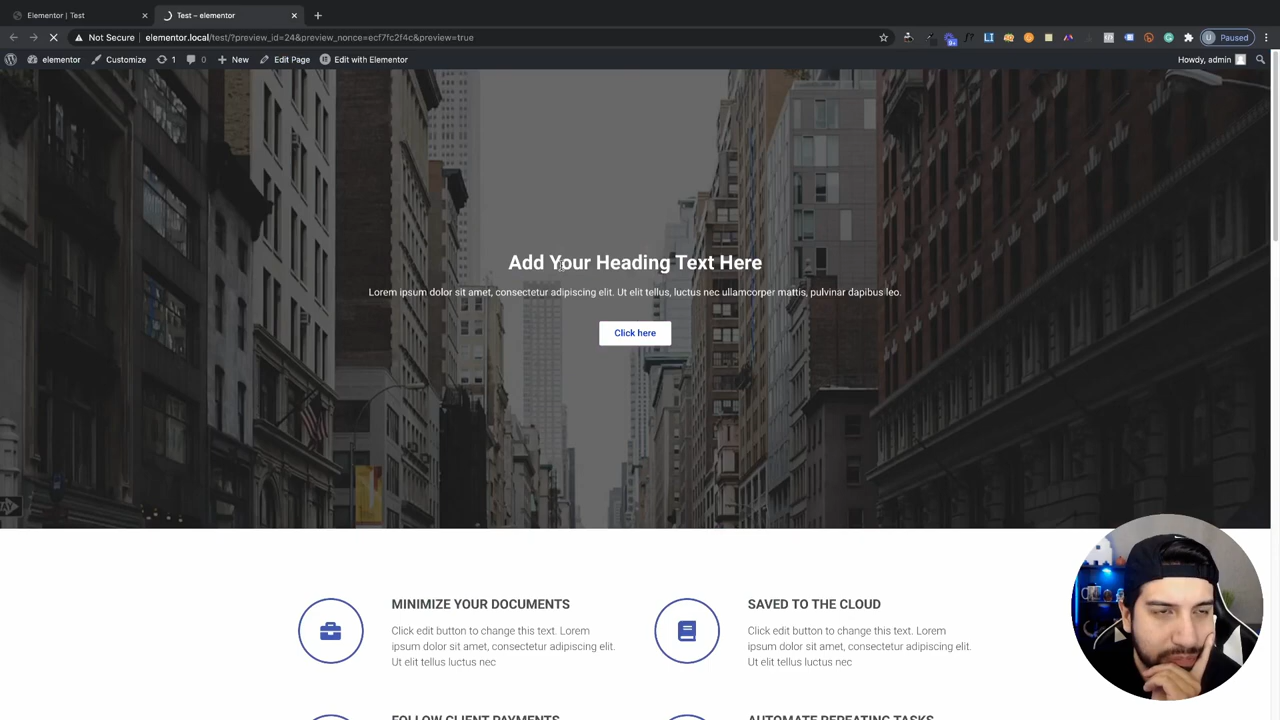 Elementor | Test
Test – elementor
Not Secure
elementor.local/test/?preview_id=24&preview_nonce=ecf7fc2f4c&preview=true
Paused
elementor
Customize
1
0
New
Edit Page
Edit with Elementor
Howdy, admin
Add Your Heading Text Here
Lorem ipsum dolor sit amet, consectetur adipiscing elit. Ut elit tellus, luctus nec ullamcorper mattis, pulvinar dapibus leo.
Click here
MINIMIZE YOUR DOCUMENTS
Click edit button to change this text. Lorem
ipsum dolor sit amet, consectetur adipiscing elit.
Ut elit tellus luctus nec
SAVED TO THE CLOUD
Click edit button to change this text. Lorem
ipsum dolor sit amet, consectetur adipiscing elit.
Ut elit tellus luctus nec
FOLLOW CLIENT PAYMENTS
AUTOMATE REPEATING TASKS